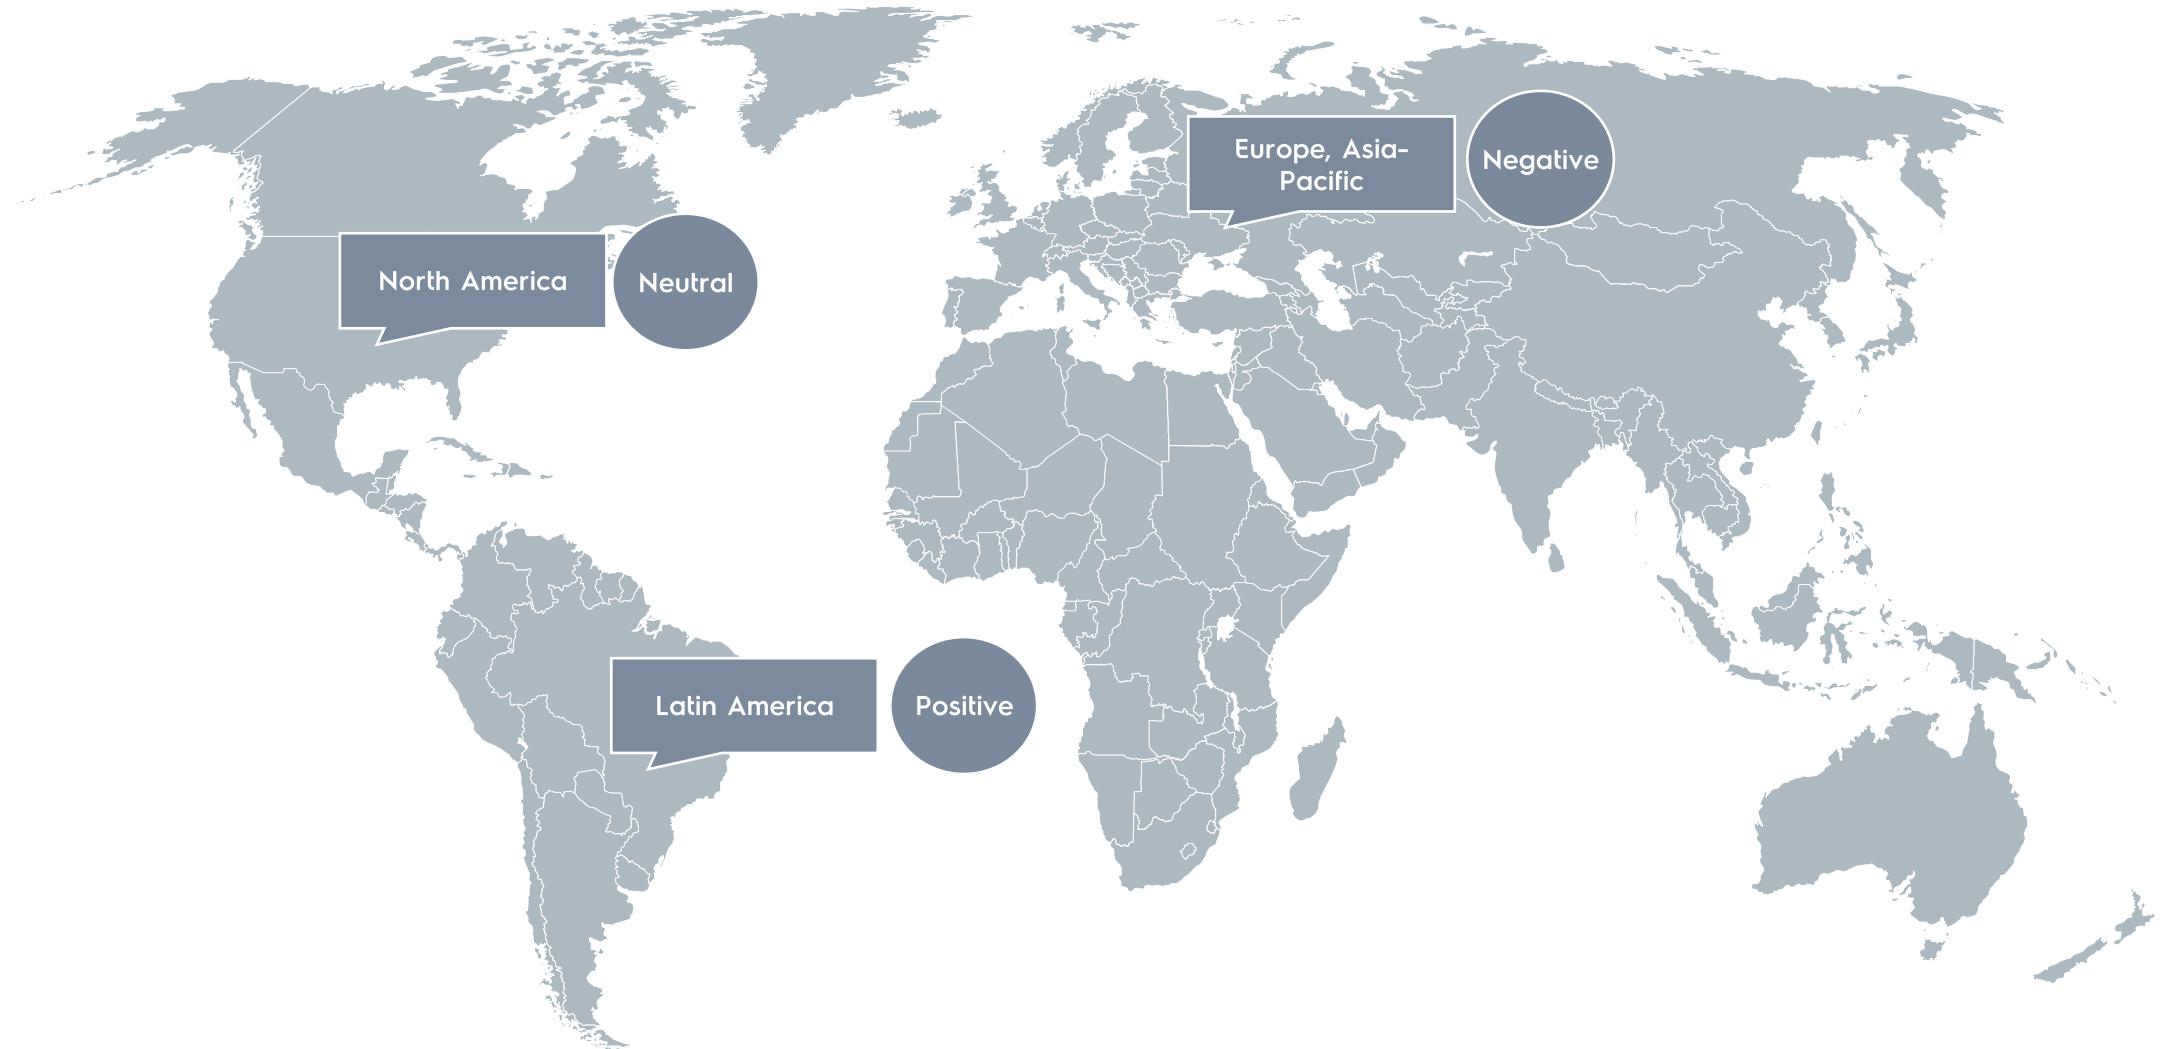 Europe, Asia-
Pacific
Negative
North America
Neutral
Latin America
Positive